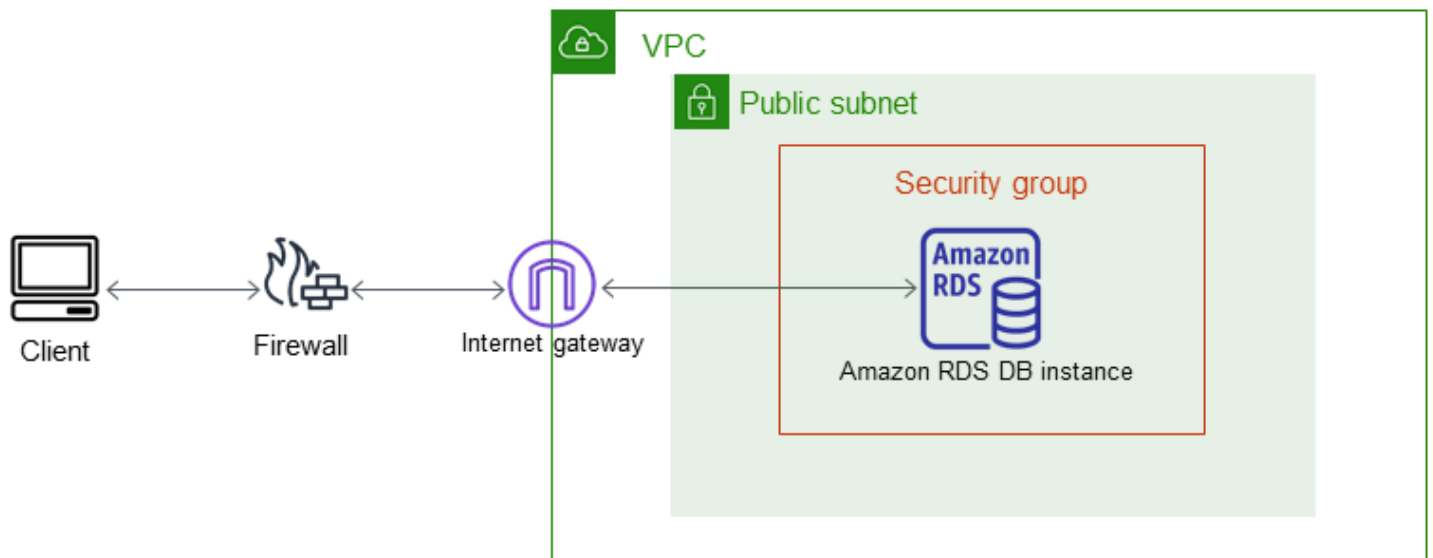 VPC
Public subnet
Security group
Amazon
RDS
Client
Firewall
Internet gateway
Amazon RDS DB instance